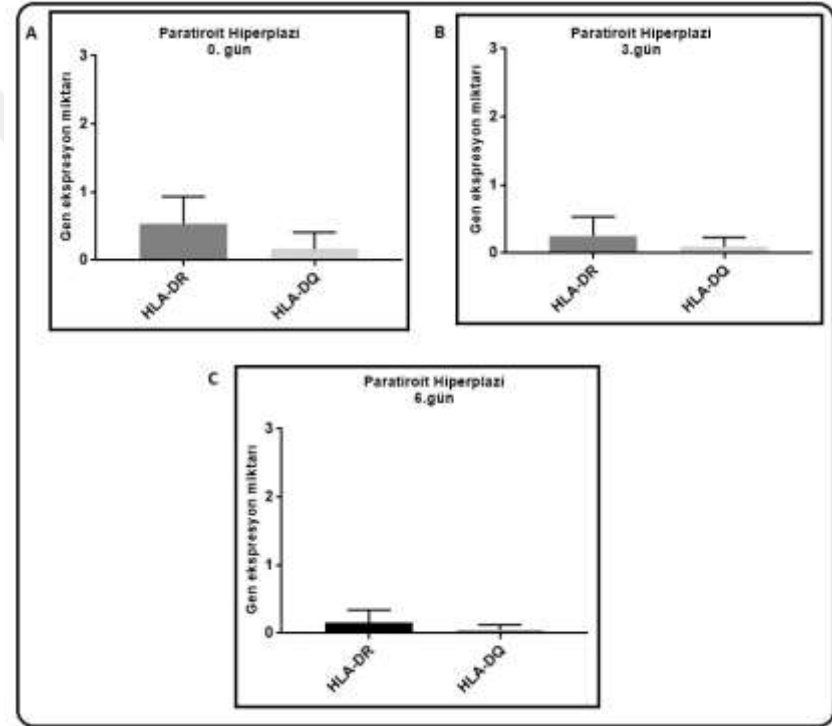 A
Paratiroit Hiperplazi
0. gün
Gen ekspresyon miktarı
3
2
1
0
HLA-DR
HLA-DQ
B
Paratiroit Hiperplazi
3.gün
Gen ekspresyon miktarı
3
2
1
0
HLA-DR
HLA-DQ
C
Paratiroit Hiperplazi
6.gün
Gen ekspresyon miktarı
3
2
1
0
HLA-DR
HLA-DQ